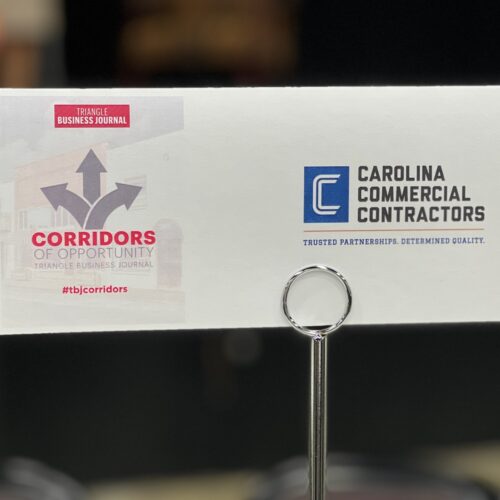 TRIANGLE
BUSINESS JOURNAL
CORRIDORS
OF OPPORTUNITY
TRIANGLE BUSINESS JOURNAL
#tbjcorridors
CAROLINA
COMMERCIAL
CONTRACTORS
TRUSTED PARTNERSHIPS. DETERMINED QUALITY.